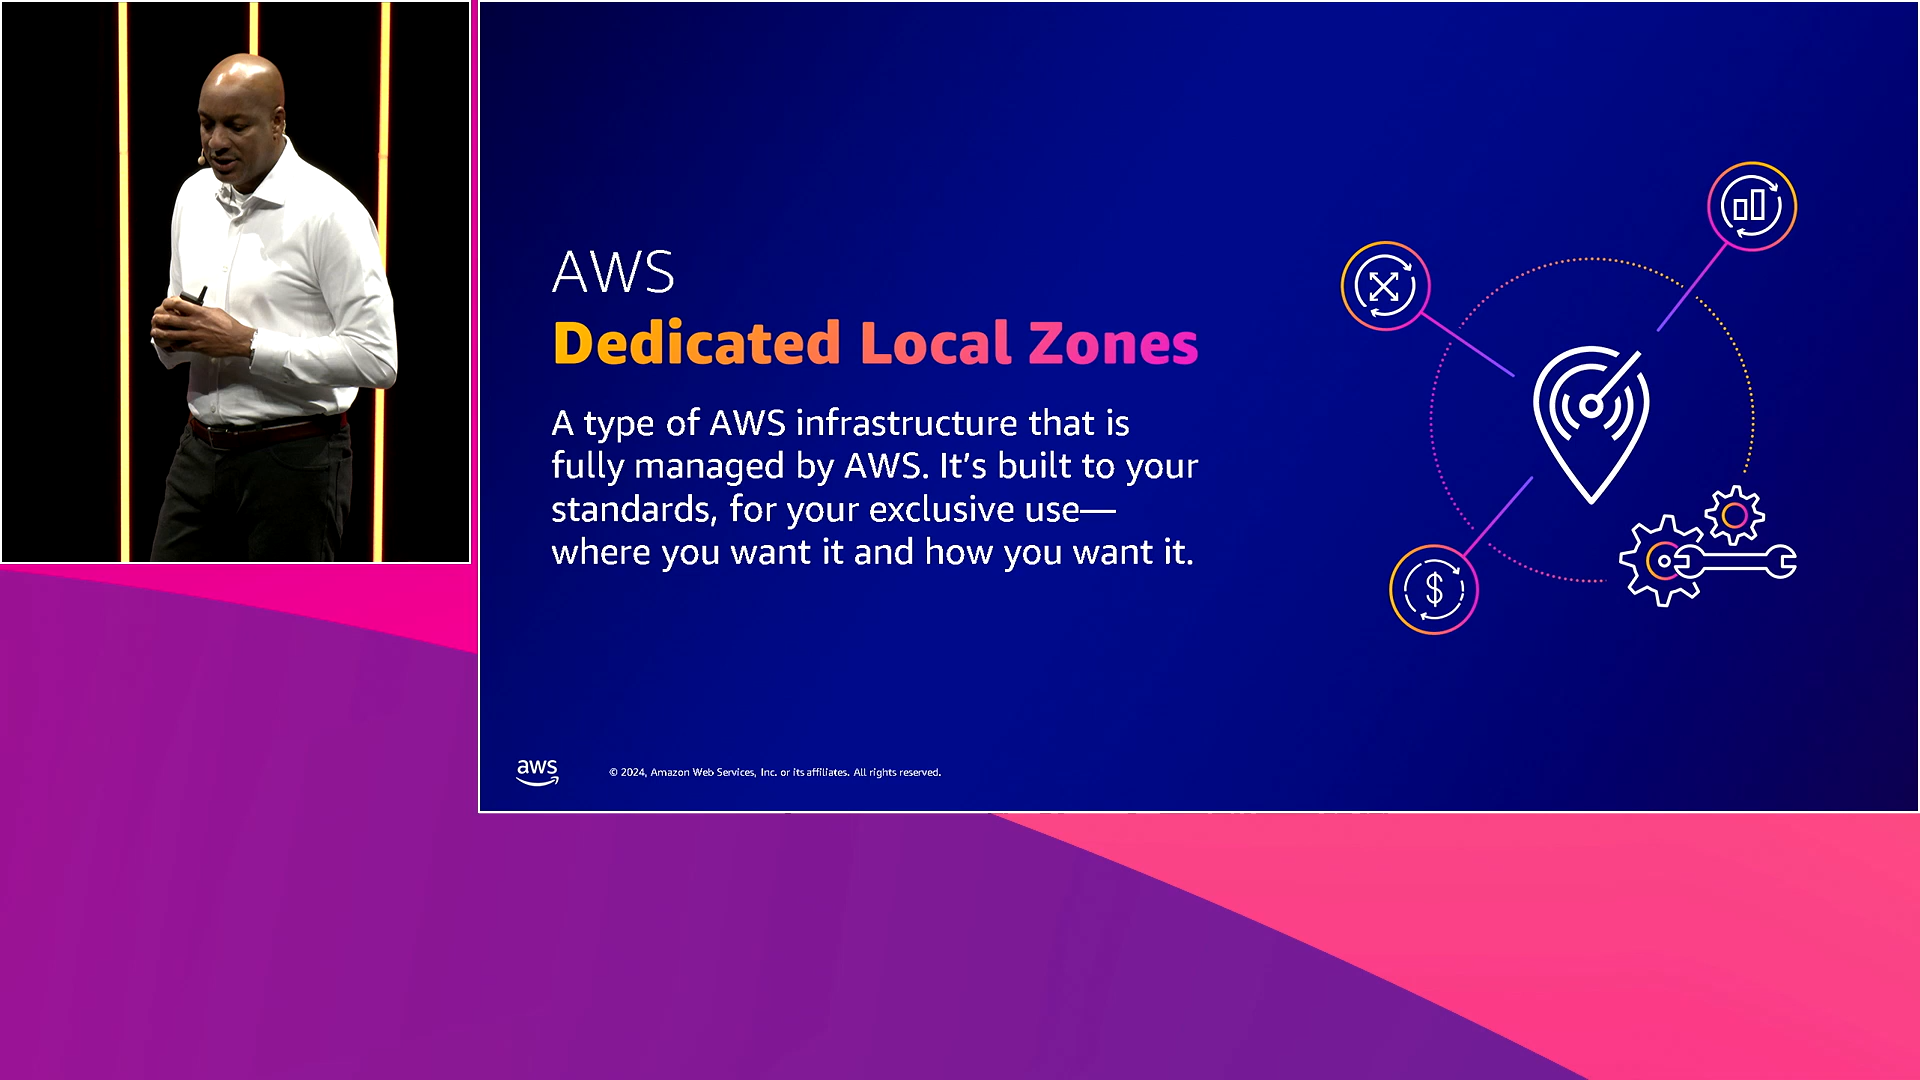 AWS
Dedicated Local Zones
A type of AWS infrastructure that is
fully managed by AWS. It’s built to your
standards, for your exclusive use—
where you want it and how you want it.
aws
© 2024, Amazon Web Services, Inc. or its affiliates. All rights reserved.